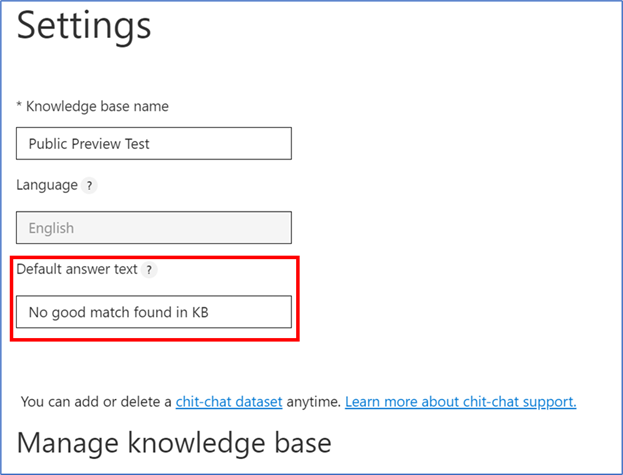 Settings
* Knowledge base name
Public Preview Test
Language ?
English
Default answer text ?
No good match found in KB
You can add or delete a chit-chat dataset anytime. Learn more about chit-chat support.
Manage knowledge base